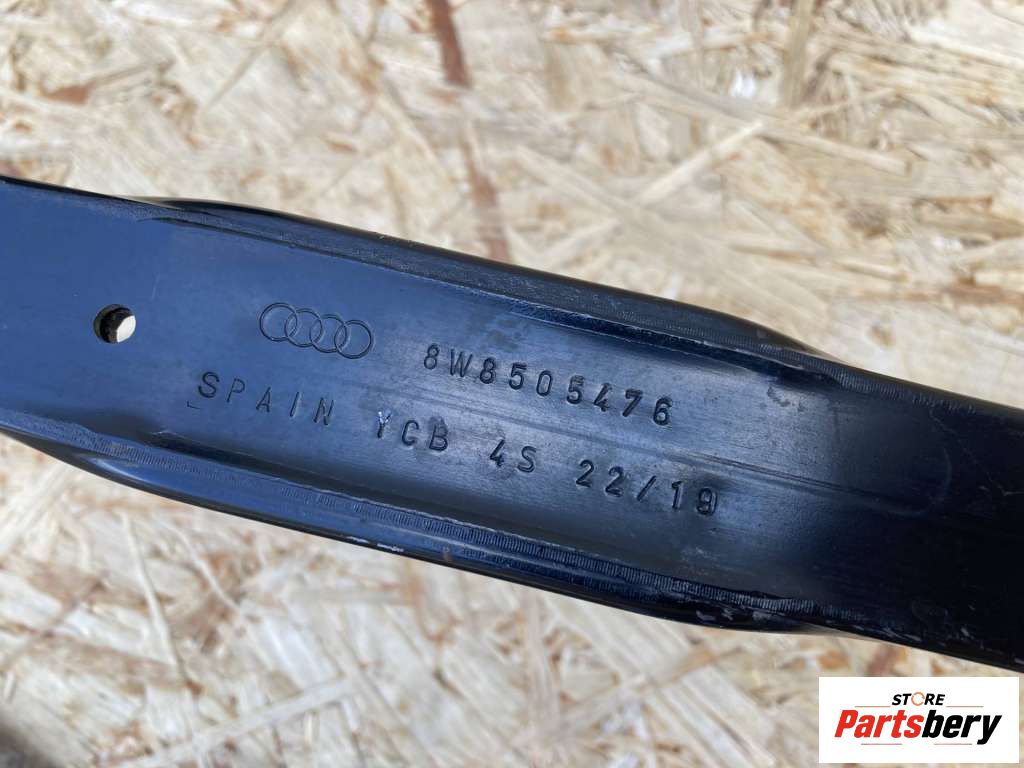 8W8505476
SPAIN YCB 4S 22/19
STORE
Partsbery